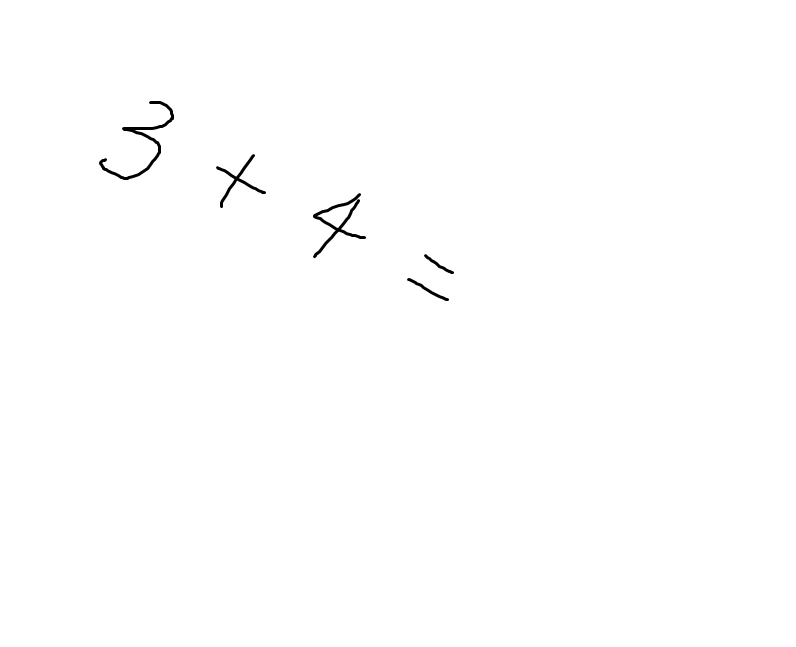 3 + 4 =